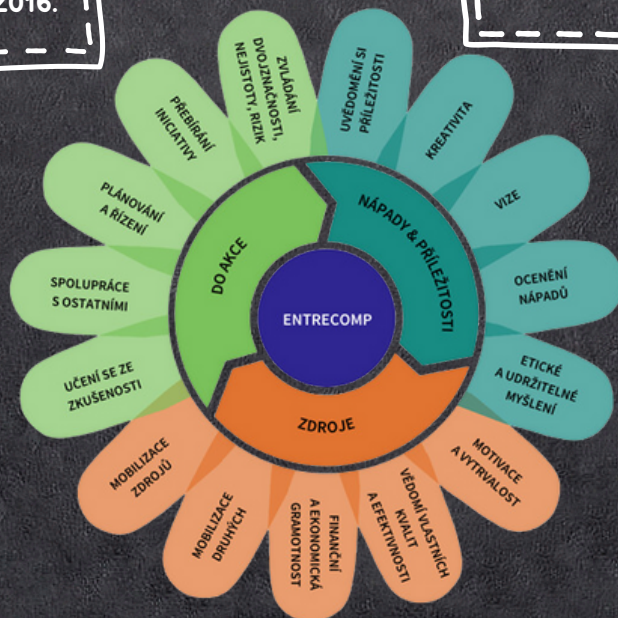 2016.
ENTRECOMP
NÁPADY & PŘÍLEŽITOSTI
UVĚDOMĚNÍ SI
PŘÍLEŽITOSTI
KREATIVITA
VIZE
OCENĚNÍ
NÁPADŮ
ETICKÉ
A UDRŽITELNÉ
MYŠLENÍ
ZDROJE
MOTIVACE
A VYTRVALOST
VĚDOMÍ VLASTNÍCH
KVALIT
A EFEKTIVNOSTI
FINANČNÍ
A EKONOMICKÁ
GRAMOTNOST
MOBILIZACE
DRUHÝCH
MOBILIZACE
ZDROJŮ
DO AKCE
UČENÍ SE ZE
ZKUŠENOSTI
SPOLUPRÁCE
S OSTATNÍMI
PLÁNOVÁNÍ
A ŘÍZENÍ
PŘEBÍRÁNÍ
INICIATIVY
ZVLÁDÁNÍ
DVOJZNAČNOSTI,
NEJISTOTY, RIZIK